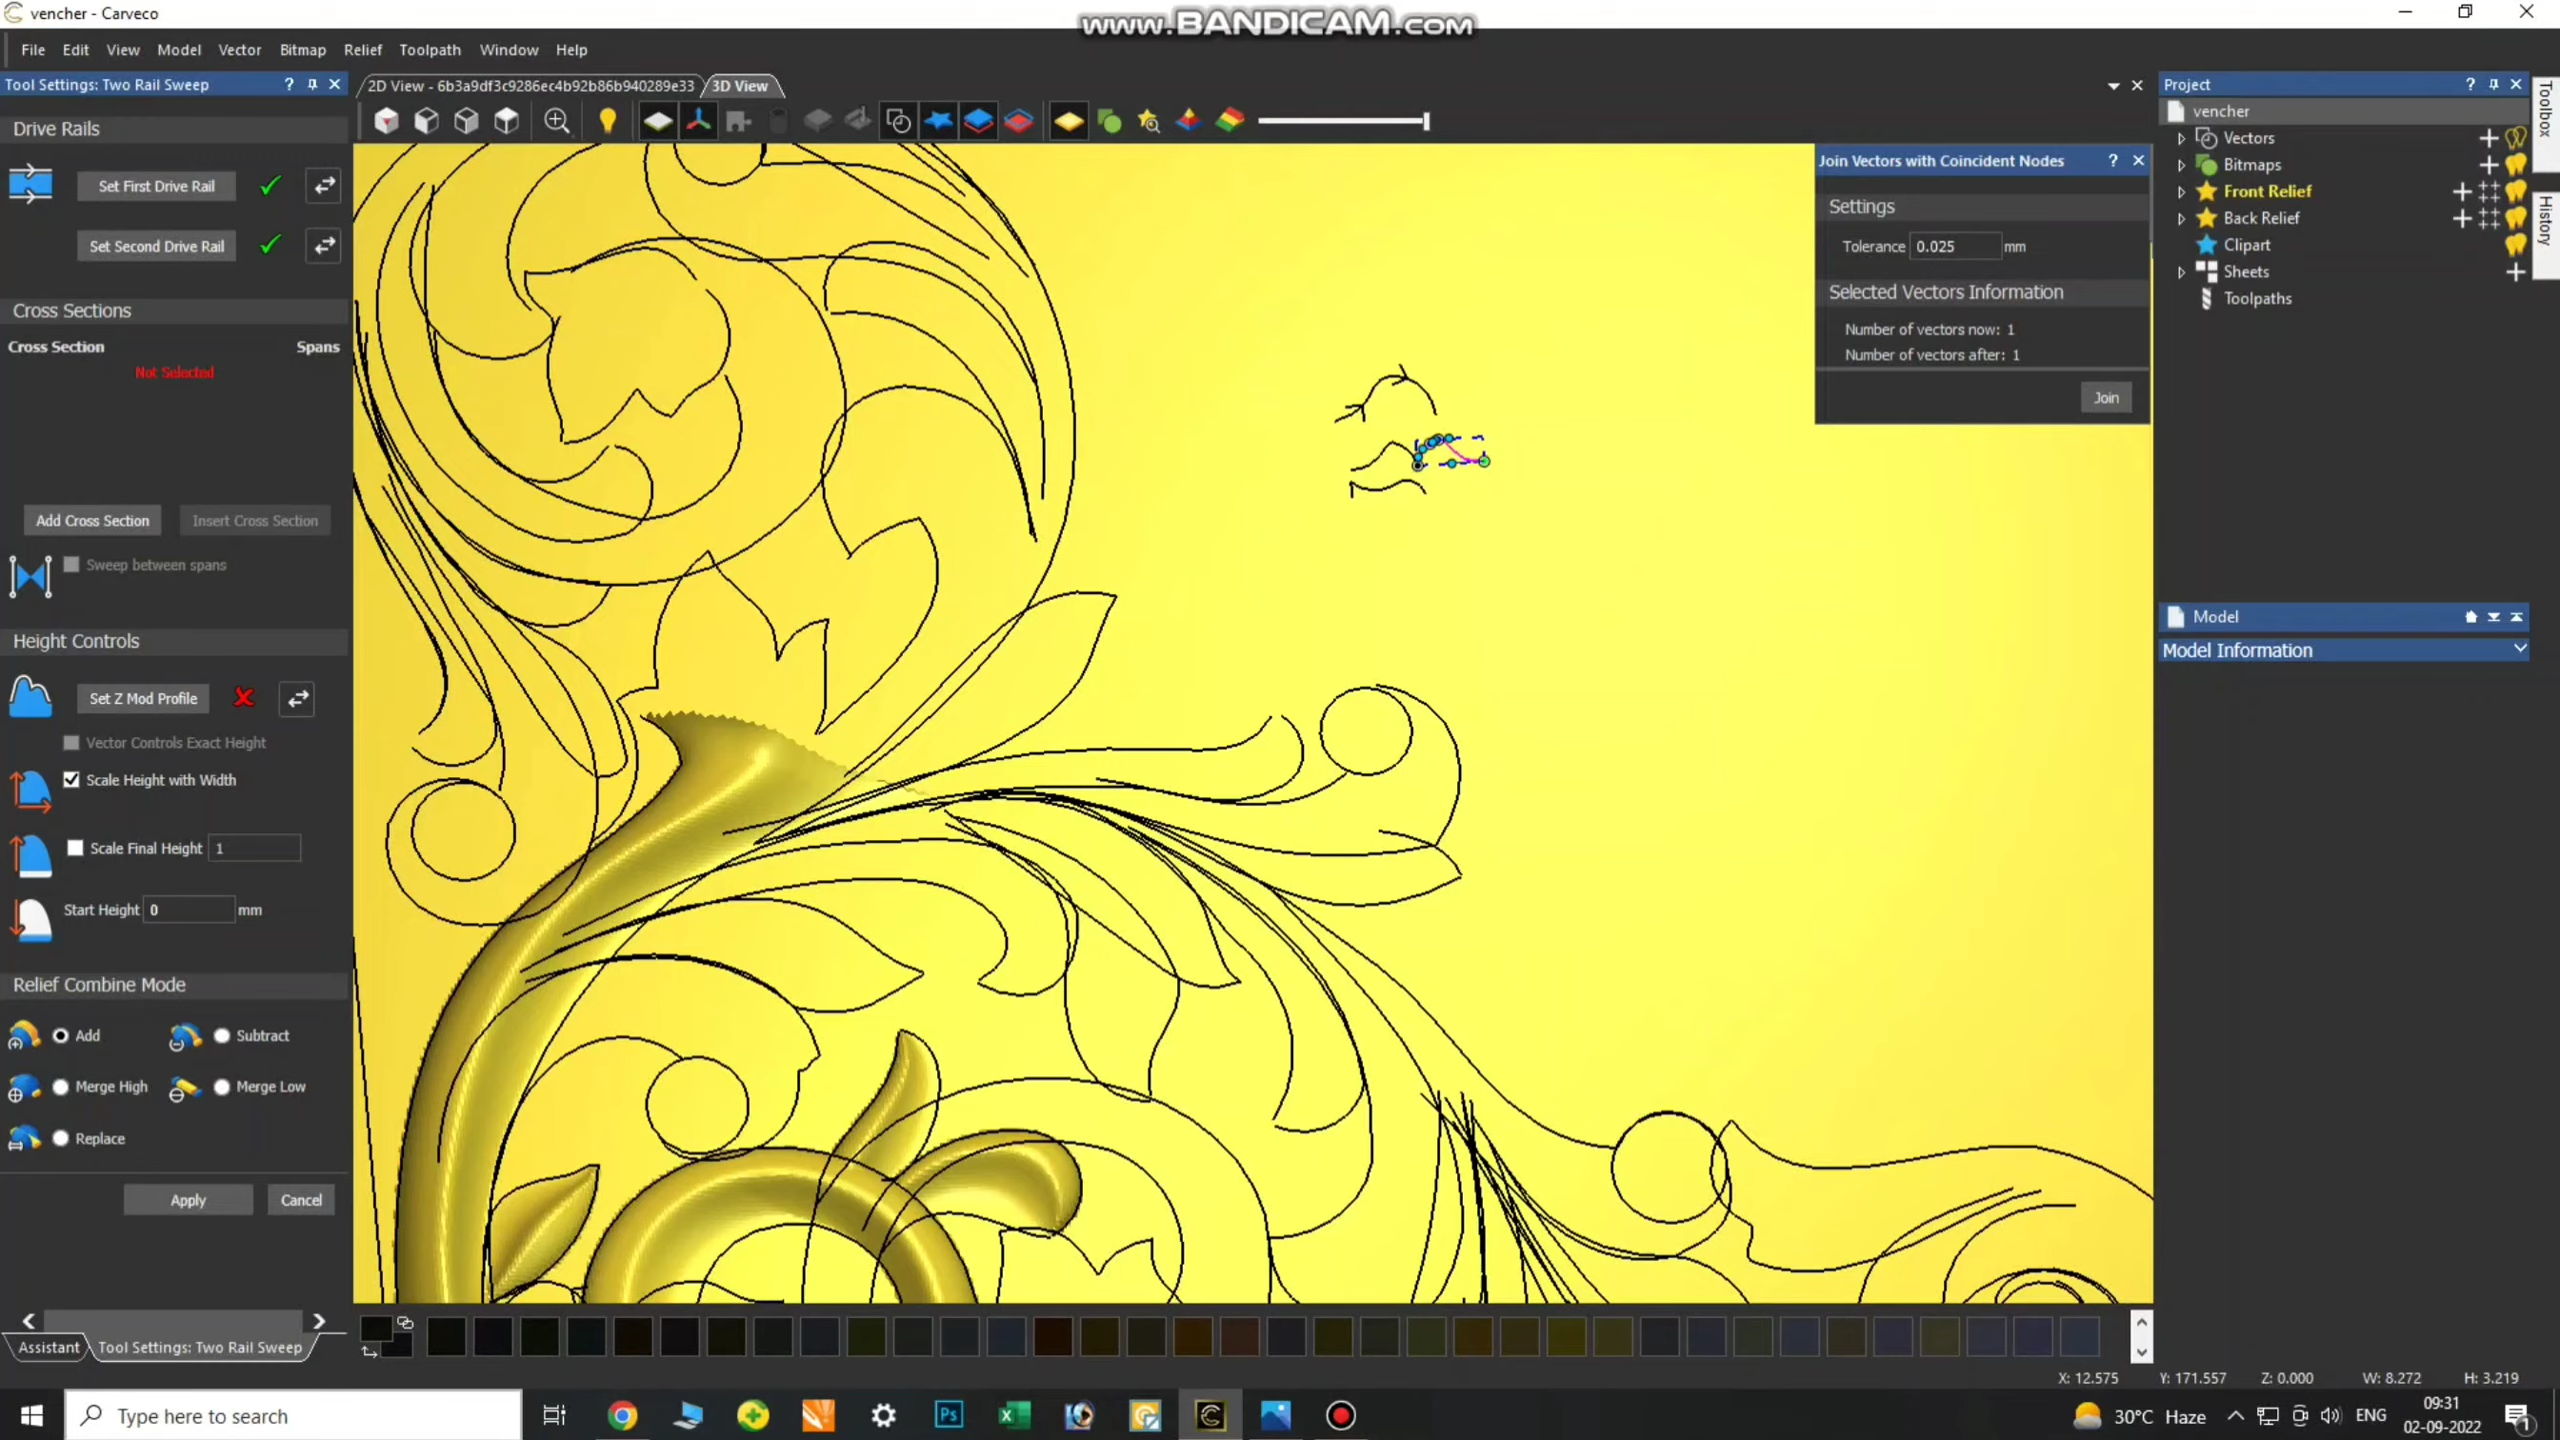 vencher - Carveco
www.BANDICAM.com
File Edit View Model Vector Bitmap Relief Toolpath Window Help
Tool Settings: Two Rail Sweep ?
2D View - 6b3a9df3c9286ec4b92b86b940289e33 3D View
Project ?
Toolbox
History
Drive Rails
Set First Drive Rail
Set Second Drive Rail
Cross Sections
Cross Section Spans
Not Selected
Add Cross Section Insert Cross Section
Sweep between spans
Height Controls
Set Z Mod Profile
Vector Controls Exact Height
Scale Height with Width
Scale Final Height 1
Start Height 0 mm
Relief Combine Mode
Add Subtract
Merge High Merge Low
Replace
Apply Cancel
Assistant Tool Settings: Two Rail Sweep
Join Vectors with Coincident Nodes ?
Settings
Tolerance 0.025 mm
Selected Vectors Information
Number of vectors now: 1
Number of vectors after: 1
Join
vencher
Vectors
Bitmaps
Front Relief
Back Relief
Clipart
Sheets
Toolpaths
Model
Model Information
X: 12.575 Y: 171.557 Z: 0.000 W: 8.272 H: 3.219
Type here to search
Ps
30°C Haze
ENG
09:31
02-09-2022
1